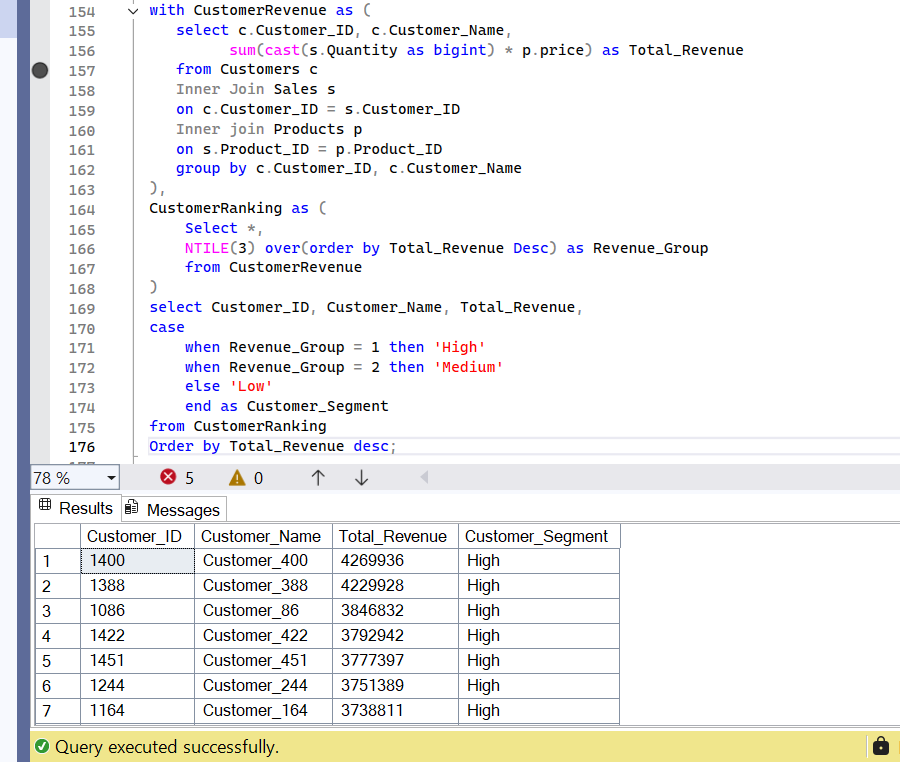 154 with CustomerRevenue as (
155 select c.Customer_ID, c.Customer_Name,
156 sum(cast(s.Quantity as bigint) * p.price) as Total_Revenue
157 from Customers c
158 Inner Join Sales s
159 on c.Customer_ID = s.Customer_ID
160 Inner join Products p
161 on s.Product_ID = p.Product_ID
162 group by c.Customer_ID, c.Customer_Name
163 ),
164 CustomerRanking as (
165 Select *,
166 NTILE(3) over(order by Total_Revenue Desc) as Revenue_Group
167 from CustomerRevenue
168 )
169 select Customer_ID, Customer_Name, Total_Revenue,
170 case
171 when Revenue_Group = 1 then 'High'
172 when Revenue_Group = 2 then 'Medium'
173 else 'Low'
174 end as Customer_Segment
175 from CustomerRanking
176 Order by Total_Revenue desc;
78 % 5 0
Results Messages
Customer_ID Customer_Name Total_Revenue Customer_Segment
1 1400 Customer_400 4269936 High
2 1388 Customer_388 4229928 High
3 1086 Customer_86 3846832 High
4 1422 Customer_422 3792942 High
5 1451 Customer_451 3777397 High
6 1244 Customer_244 3751389 High
7 1164 Customer_164 3738811 High
Query executed successfully.